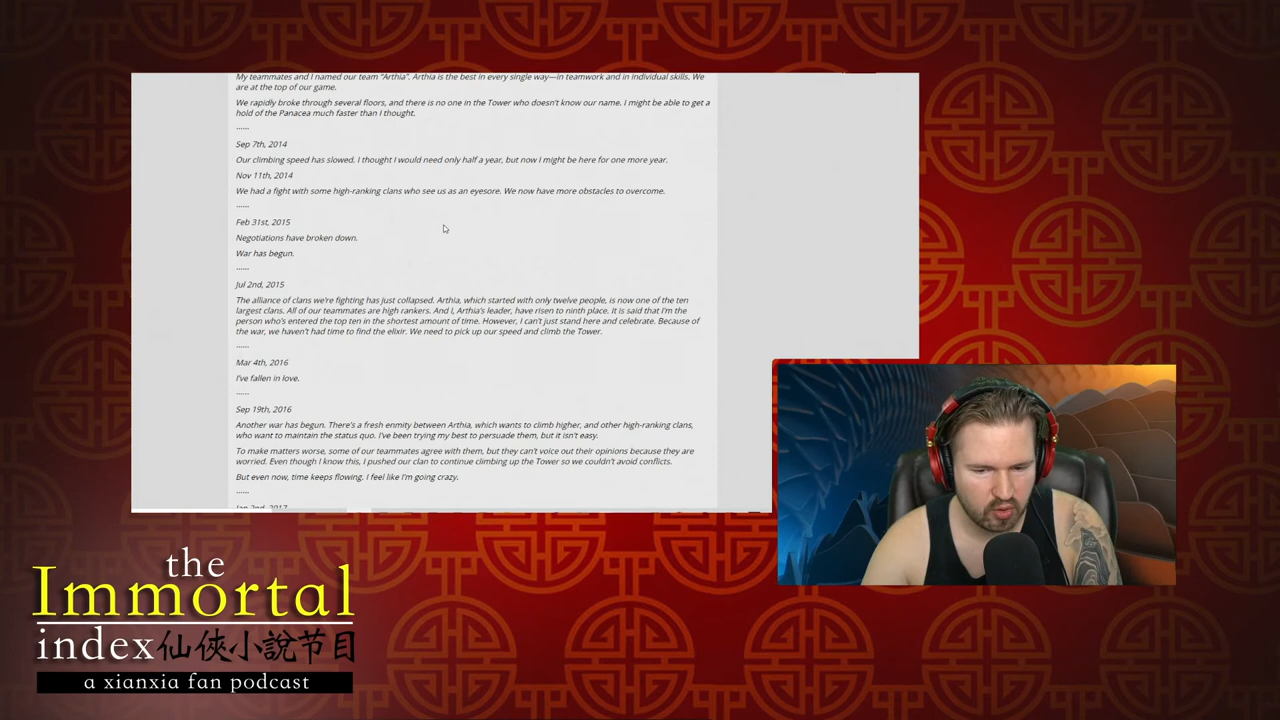 My teammates and I named our team "Arthia". Arthia is the best in every single way—in teamwork and in individual skills. We
are at the top of our game.
We rapidly broke through several floors, and there is no one in the Tower who doesn't know our name. I might be able to get a
hold of the Panacea much faster than I thought.
......
Sep 7th, 2014
Our climbing speed has slowed. I thought I would need only half a year, but now I might be here for one more year.
Nov 11th, 2014
We had a fight with some high-ranking clans who see us as an eyesore. We now have more obstacles to overcome.
......
Feb 31st, 2015
Negotiations have broken down.
War has begun.
......
Jul 2nd, 2015
The alliance of clans we're fighting has just collapsed. Arthia, which started with only twelve people, is now one of the ten
largest clans. All of our teammates are high rankers. And I, Arthia's leader, have risen to ninth place. It is said that I'm the
person who's entered the top ten in the shortest amount of time. However, I can't just stand here and celebrate. Because of
the war, we haven't had time to find the elixir. We need to pick up our speed and climb the Tower.
......
Mar 4th, 2016
I've fallen in love.
......
Sep 19th, 2016
Another war has begun. There's a fresh enmity between Arthia, which wants to climb higher, and other high-ranking clans,
who want to maintain the status quo. I've been trying my best to persuade them, but it isn't easy.
To make matters worse, some of our teammates agree with them, but they can't voice out their opinions because they are
worried. Even though I know this, I pushed our clan to continue climbing up the Tower so we couldn't avoid conflicts.
But even now, time keeps flowing. I feel like I'm going crazy.
......
Jan 2nd, 2017
the
Immortal
index仙俠小說节目
a xianxia fan podcast